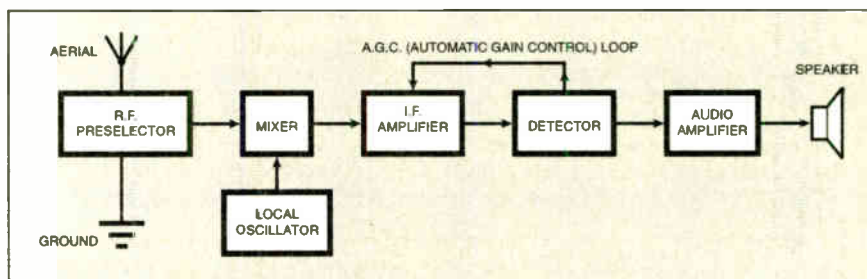 AERIAL
A.G.C. (AUTOMATIC GAIN CONTROL) LOOP
SPEAKER
R.F.
PRESELECTOR
MIXER
I.F.
AMPLIFIER
DETECTOR
AUDIO
AMPLIFIER
LOCAL
OSCILLATOR
GROUND